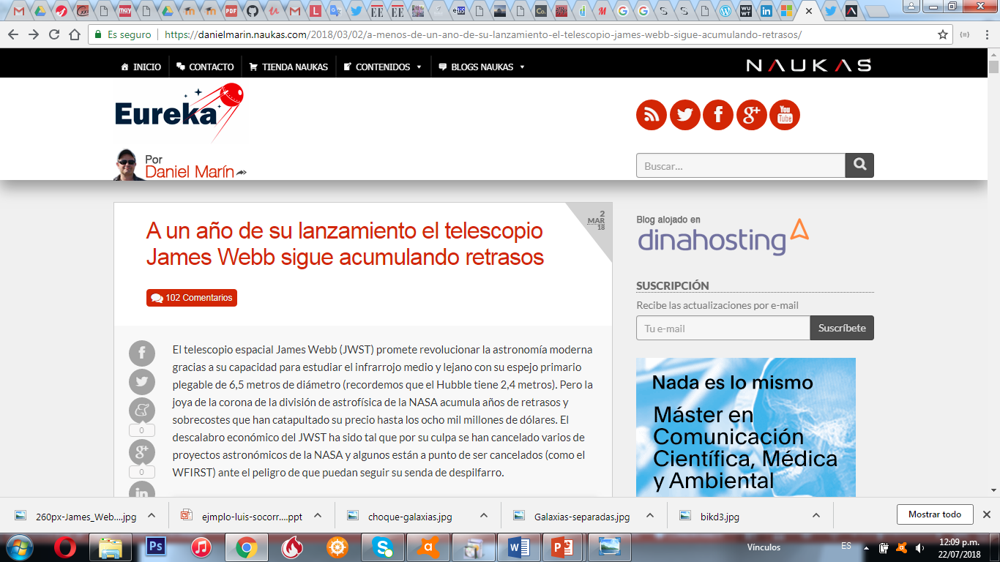 Es seguro
https://danielmarin.naukas.com/2018/03/02/a-menos-de-un-ano-de-su-lanzamiento-el-telescopio-james-webb-sigue-acumulando-retrasos/
INICIO
CONTACTO
TIENDA NAUKAS
CONTENIDOS
BLOGS NAUKAS
NAUKAS
Eureka
Por
Daniel Marín
You
Tube
Buscar...
A un año de su lanzamiento el telescopio
James Webb sigue acumulando retrasos
2
MAR
18
102 Comentarios
El telescopio espacial James Webb (JWST) promete revolucionar la astronomía moderna
gracias a su capacidad para estudiar el infrarrojo medio y lejano con su espejo primario
plegable de 6,5 metros de diámetro (recordemos que el Hubble tiene 2,4 metros). Pero la
joya de la corona de la división de astrofísica de la NASA acumula años de retrasos y
sobrecostes que han catapultado su precio hasta los ocho mil millones de dólares. El
descalabro económico del JWST ha sido tal que por su culpa se han cancelado varios de
proyectos astronómicos de la NASA y algunos están a punto de ser cancelados (como el
WFIRST) ante el peligro de que puedan seguir su senda de despilfarro.
0
0
Blog alojado en
dinahosting
SUSCRIPCIÓN
Recibe las actualizaciones por e-mail
Tu e-mail
Suscríbete
Nada es lo mismo
Máster en
Comunicación
Científica, Médica
y Ambiental
260px-James_Web....jpg
ejmplo-luis-socorr....ppt
choque-galaxias.jpg
Galaxias-separadas.jpg
bikd3.jpg
Mostrar todo
Vínculos
ES
12:09 p.m.
22/07/2018